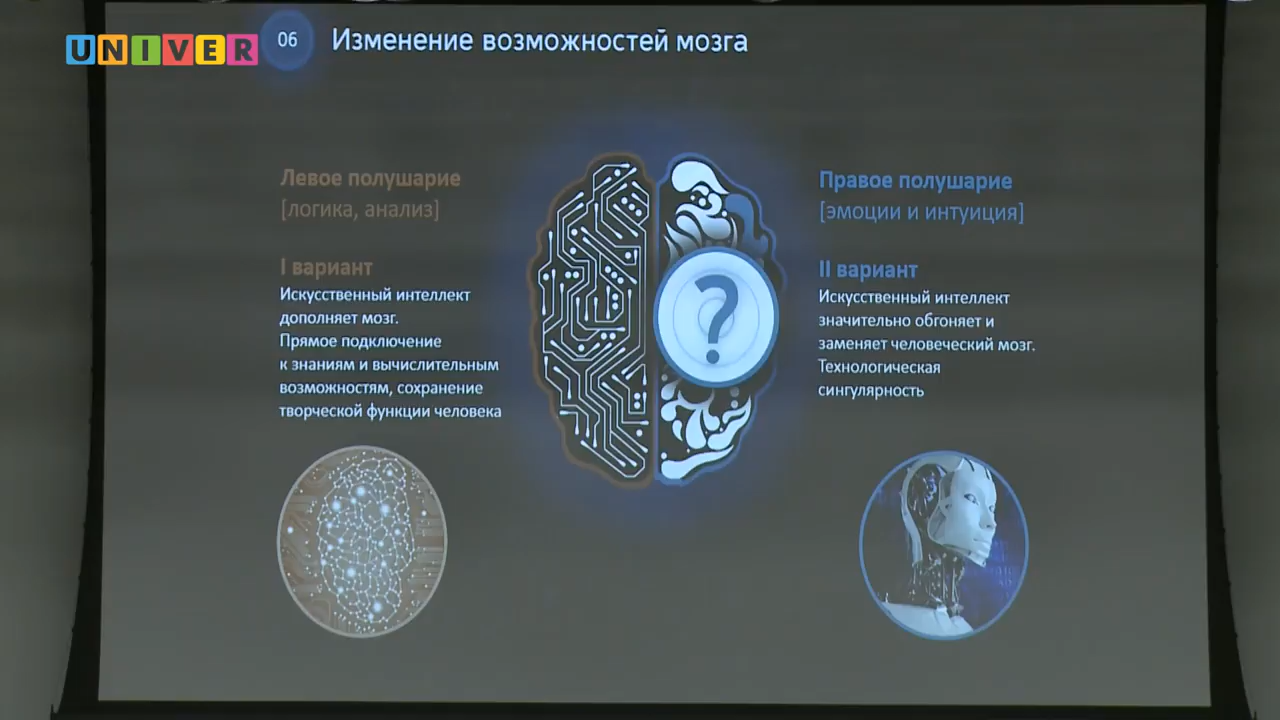 UNIVER
06
Изменение возможностей мозга
Левое полушарие
[логика, анализ]
I вариант
Искусственный интеллект
дополняет мозг.
Прямое подключение
к знаниям и вычислительным
возможностям, сохранение
творческой функции человека
?
Правое полушарие
[эмоции и интуиция]
II вариант
Искусственный интеллект
значительно обгоняет и
заменяет человеческий мозг.
Технологическая
сингулярность